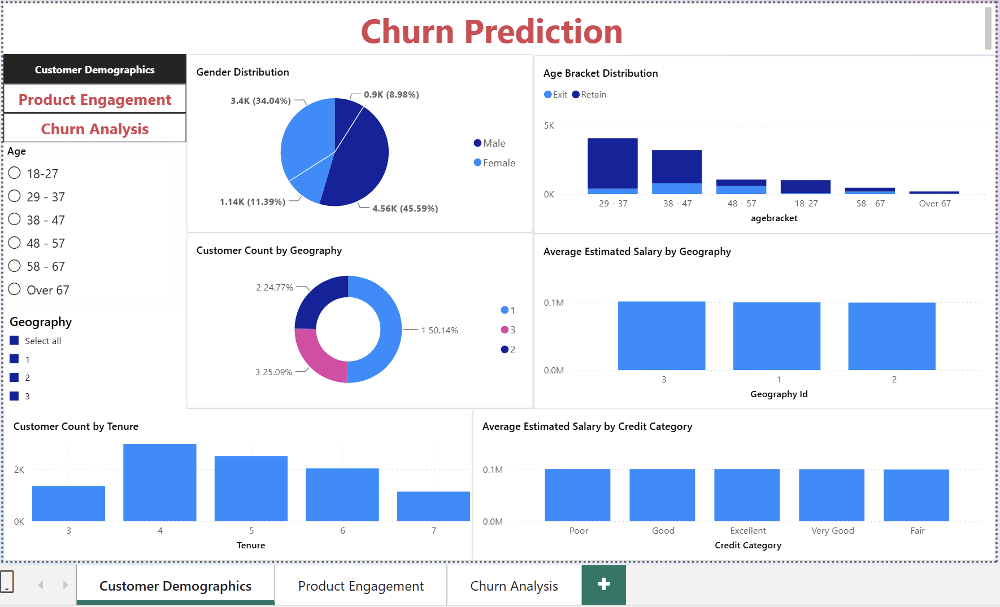 Churn Prediction
Customer Demographics
Product Engagement
Churn Analysis
Age
18-27
29 - 37
38 - 47
48 - 57
58 - 67
Over 67
Geography
Select all
1
2
3
Gender Distribution
3.4K (34.04%)
0.9K (8.98%)
1.14K (11.39%)
4.56K (45.59%)
Male
Female
Age Bracket Distribution
Exit Retain
5K
0K
29 - 37 38 - 47 48 - 57 18-27 58 - 67 Over 67
agebracket
Customer Count by Geography
2 24.77%
1 50.14%
3 25.09%
1
3
2
Average Estimated Salary by Geography
0.1M
0.0M
3 1 2
Geography Id
Customer Count by Tenure
2K
0K
3 4 5 6 7
Tenure
Average Estimated Salary by Credit Category
0.1M
0.0M
Poor Good Excellent Very Good Fair
Credit Category
Customer Demographics Product Engagement Churn Analysis